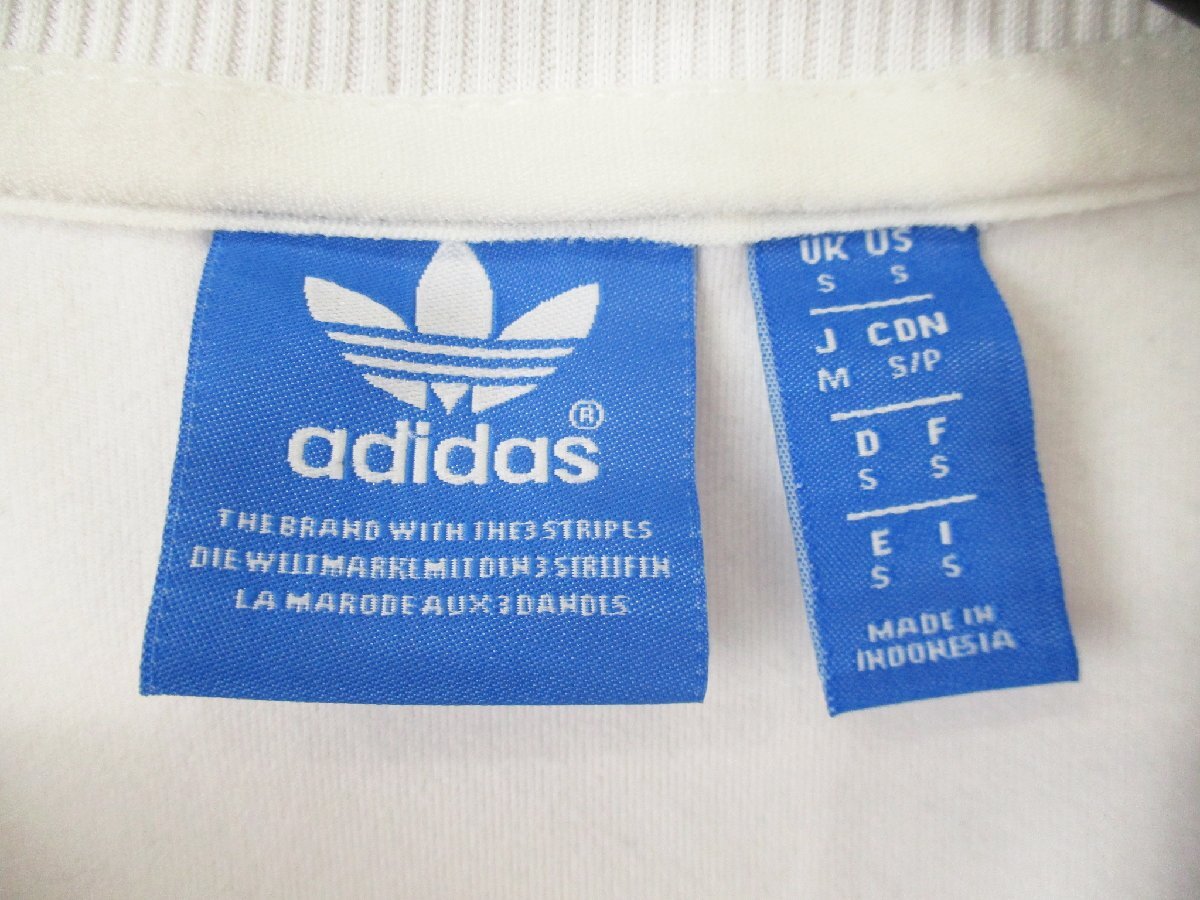 adidas ®
THE BRAND WITH THE 3 STRIPES
DIE WELTMARKE MIT DEN 3 STREIFEN
LA MARQUE AUX 3 BANDES
UK US
S S
J CDN
M S/P
D F
S S
E I
S S
MADE IN
INDONESIA